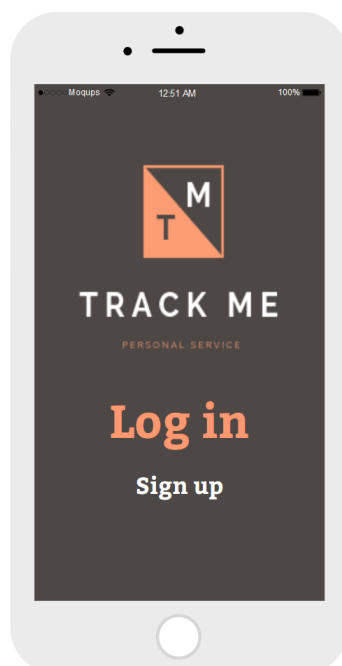 Moqups 12:51 AM 100%
M
T
TRACK ME
PERSONAL SERVICE
Log in
Sign up